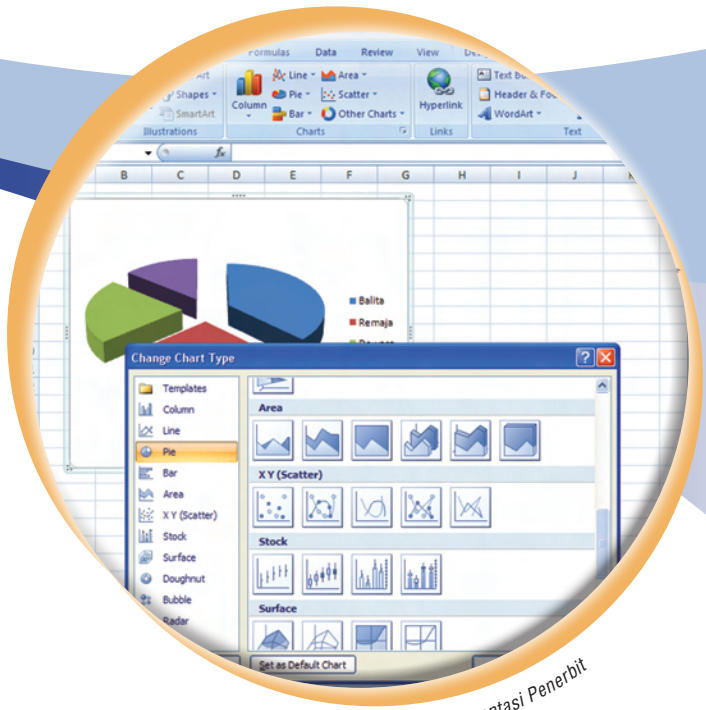 Formulas Data Review View
Line Area Text
Shapes Pie Scatter Header &
SmartArt Column Bar Other Charts Hyperlink WordArt
Illustrations Charts Links Text
fx
B C D E F G H I J
Balita
Remaja
Change Chart Type
Templates
Column
Line
Pie
Bar
Area
X Y (Scatter)
Stock
Surface
Doughnut
Bubble
Radar
Area
X Y (Scatter)
Stock
Surface
Set as Default Chart
Penerbit